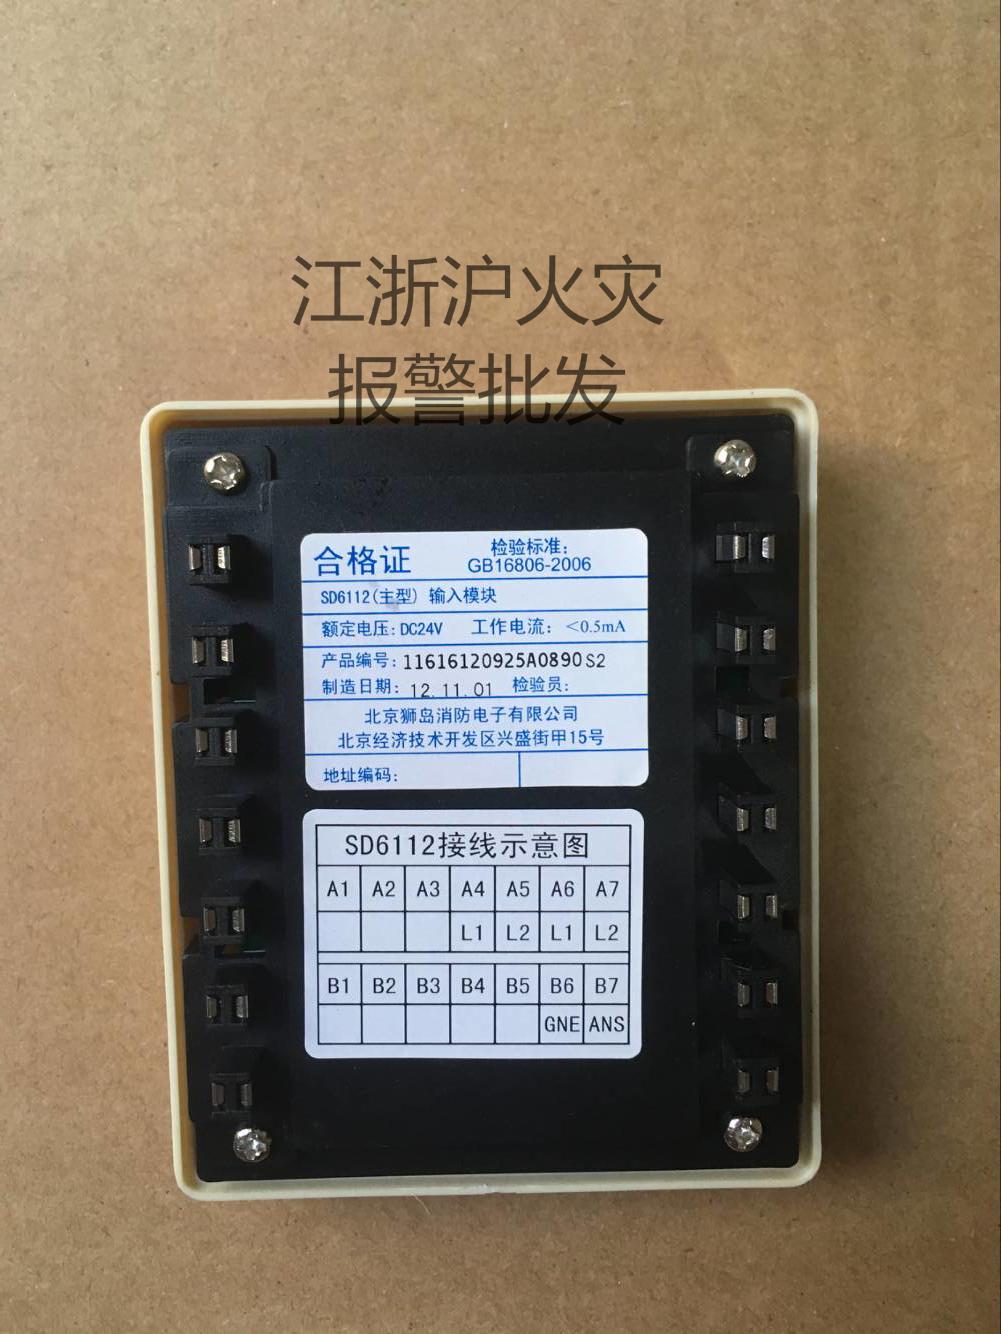 江浙沪火灾
报警批发
合格证
检验标准：
GB16806-2006
SD6112(主型) 输入模块
额定电压：DC24V 工作电流：<0.5mA
产品编号：11616120925A0890S2
制造日期：12.11.01 检验员：
北京狮岛消防电子有限公司
北京经济技术开发区兴盛街甲15号
地址编码：
SD6112接线示意图
A1 A2 A3 A4 A5 A6 A7
L1 L2 L1 L2
B1 B2 B3 B4 B5 B6 B7
GNE ANS